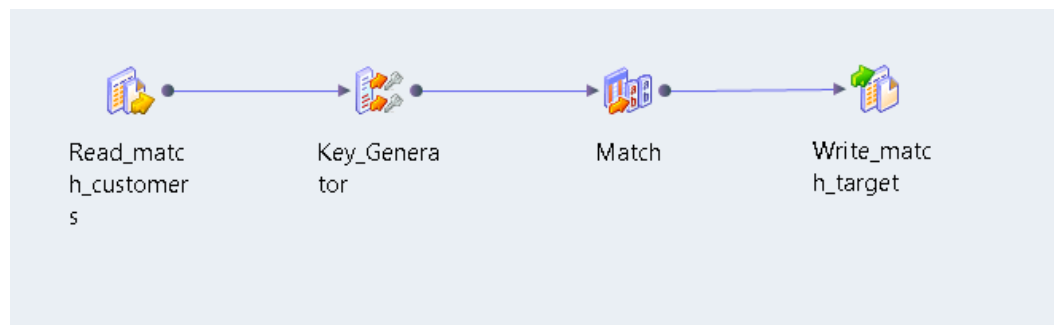 Read_matc
h_customer
s
Key_Genera
tor
Match
Write_matc
h_target